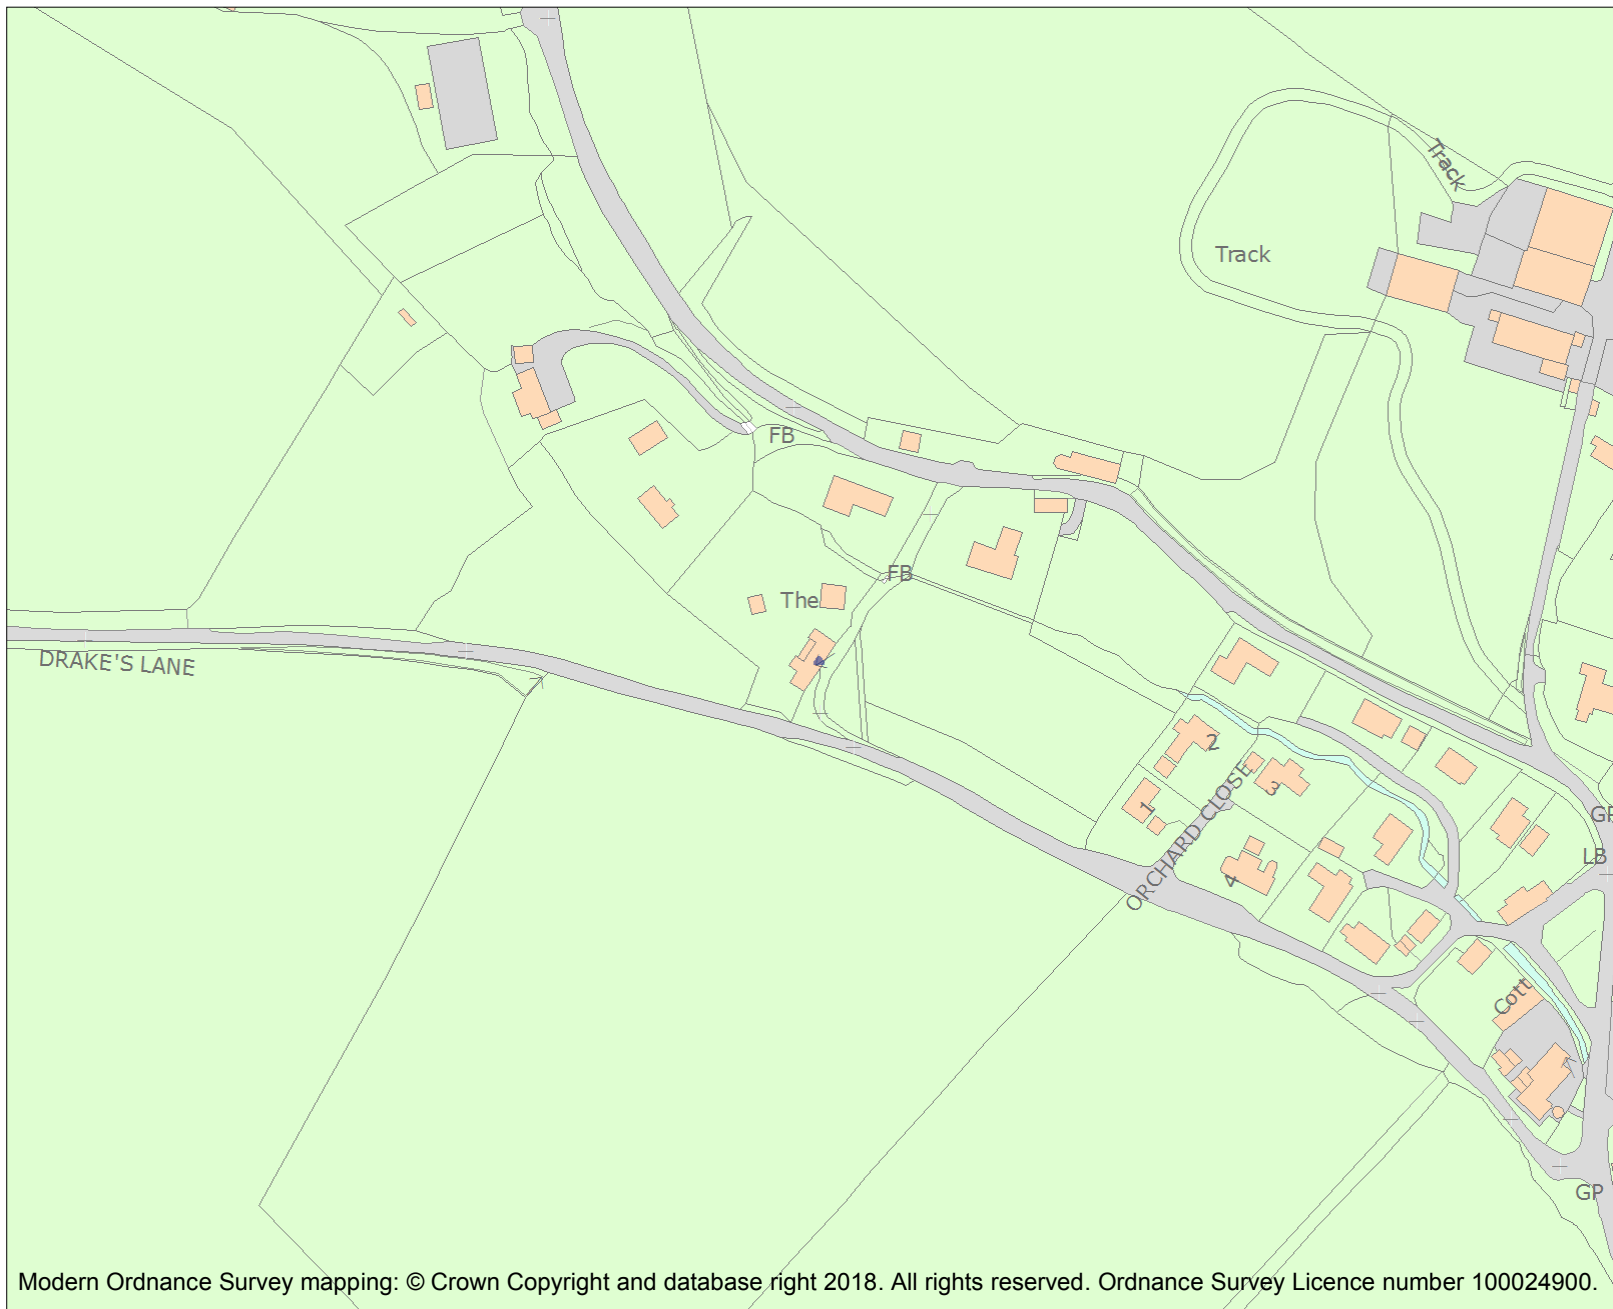 Track
Track
FB
FB
The
DRAKE'S LANE
2
3
1
ORCHARD CLOSE
4
GP
LB
Cott
GP
Modern Ordnance Survey mapping: © Crown Copyright and database right 2018. All rights reserved. Ordnance Survey Licence number 100024900.